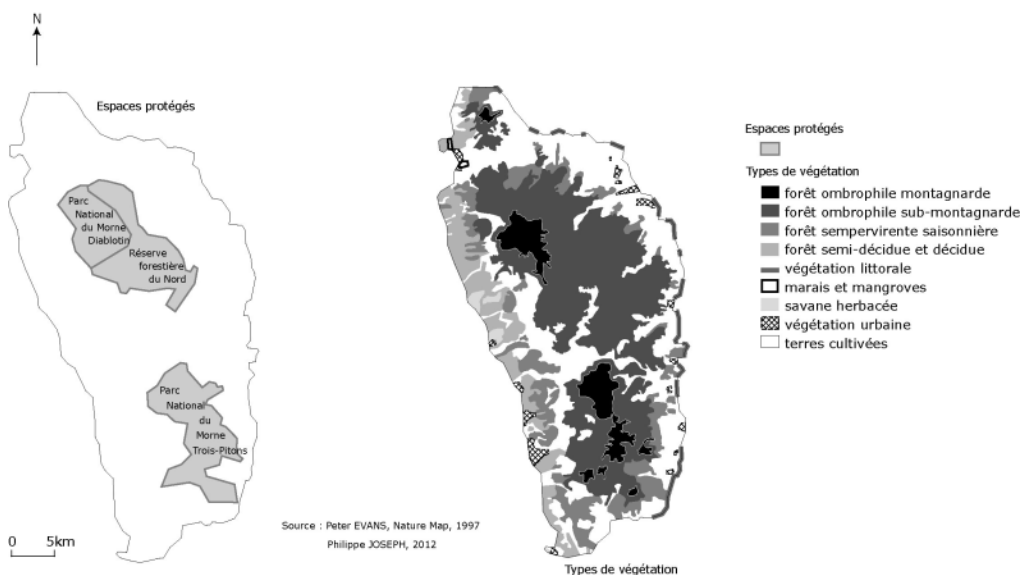 N
Espaces protégés
Parc
National
du Morne
Diablotin
Réserve
forestière
du Nord
Parc
National
du
Morne
Trois-Pitons
0 5km
Source : Peter EVANS, Nature Map, 1997
Philippe JOSEPH, 2012
Types de végétation
Espaces protégés
Types de végétation
forêt ombrophile montagnarde
forêt ombrophile sub-montagnarde
forêt sempervirente saisonnière
forêt semi-décidue et décidue
végétation littorale
marais et mangroves
savane herbacée
végétation urbaine
terres cultivées